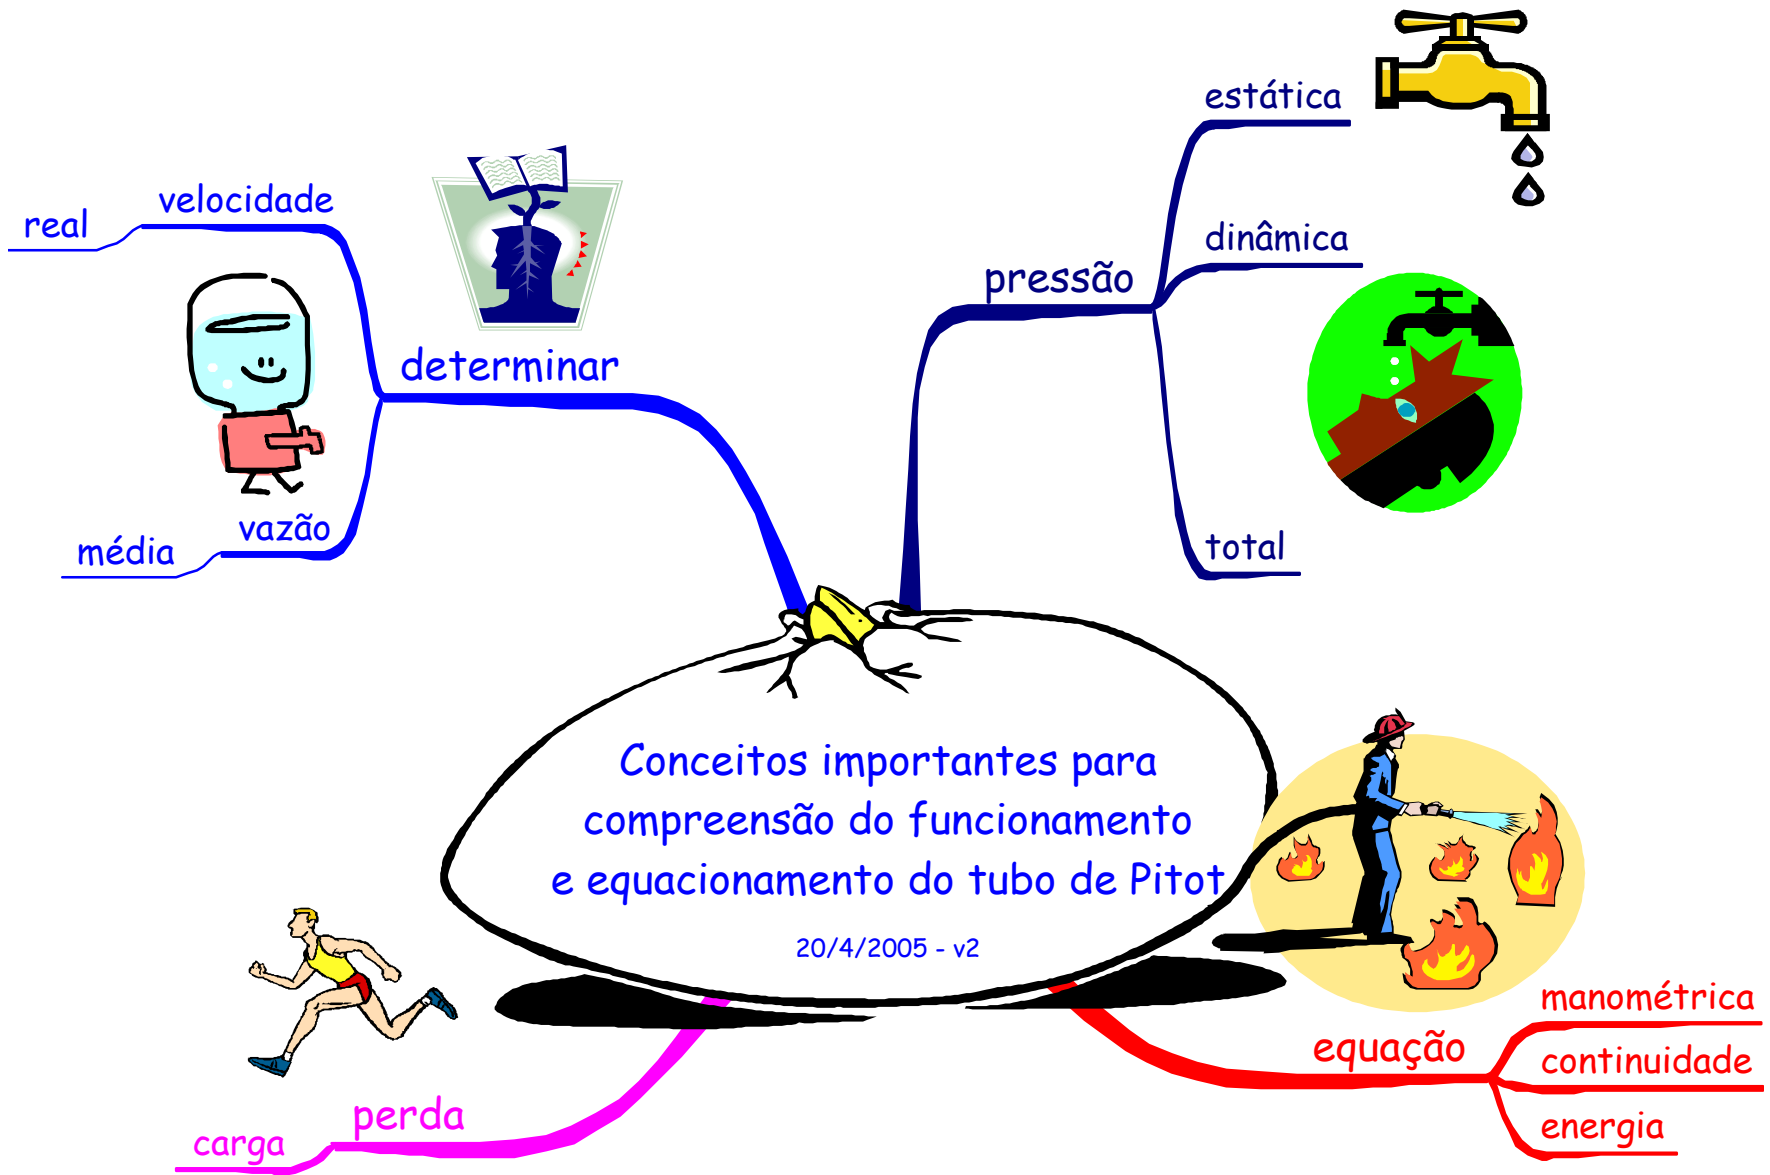 Conceitos importantes para
compreensão do funcionamento
e equacionamento do tubo de Pitot
20/4/2005 - v2
pressão
estática
dinâmica
total
equação
manométrica
continuidade
energia
perda
carga
determinar
velocidade
real
vazão
média